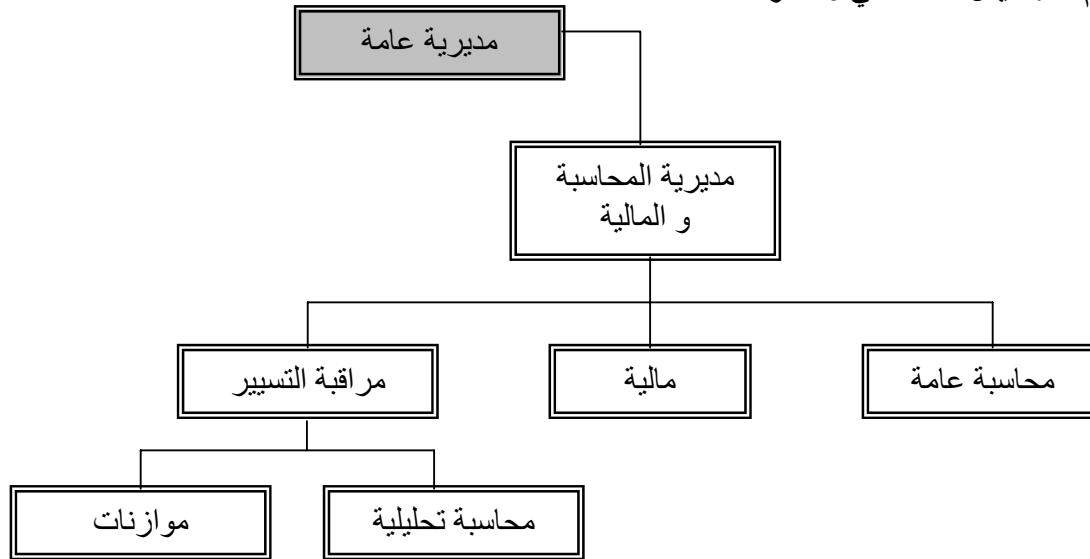 مديرية عامة
مديرية المحاسبة
و المالية
محاسبة عامة
مالية
مراقبة التسيير
محاسبة تحليلية
موازنات